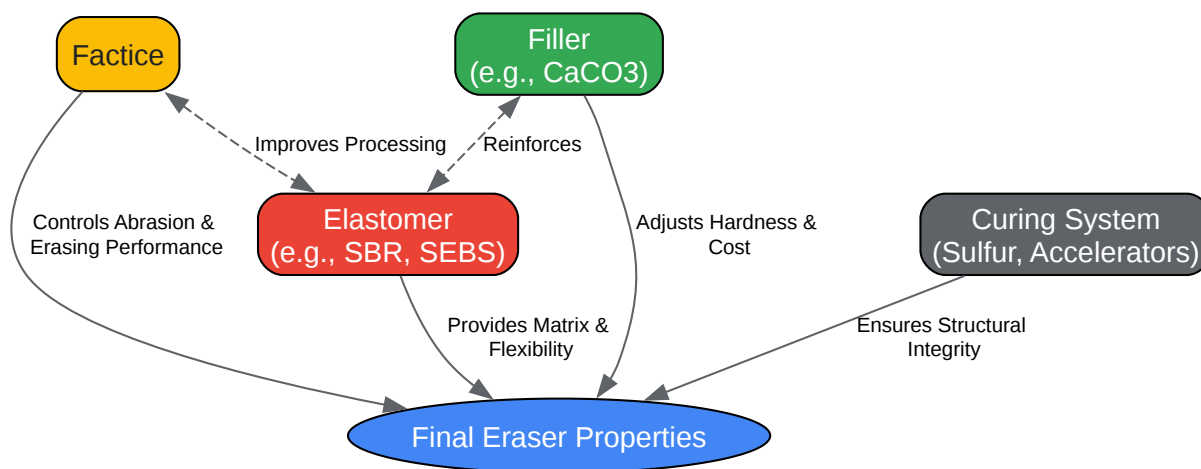 Factice
Filler
(e.g., CaCO3)
Improves Processing
Reinforces
Elastomer
(e.g., SBR, SEBS)
Curing System
(Sulfur, Accelerators)
Controls Abrasion &
Erasing Performance
Adjusts Hardness &
Cost
Provides Matrix &
Flexibility
Ensures Structural
Integrity
Final Eraser Properties